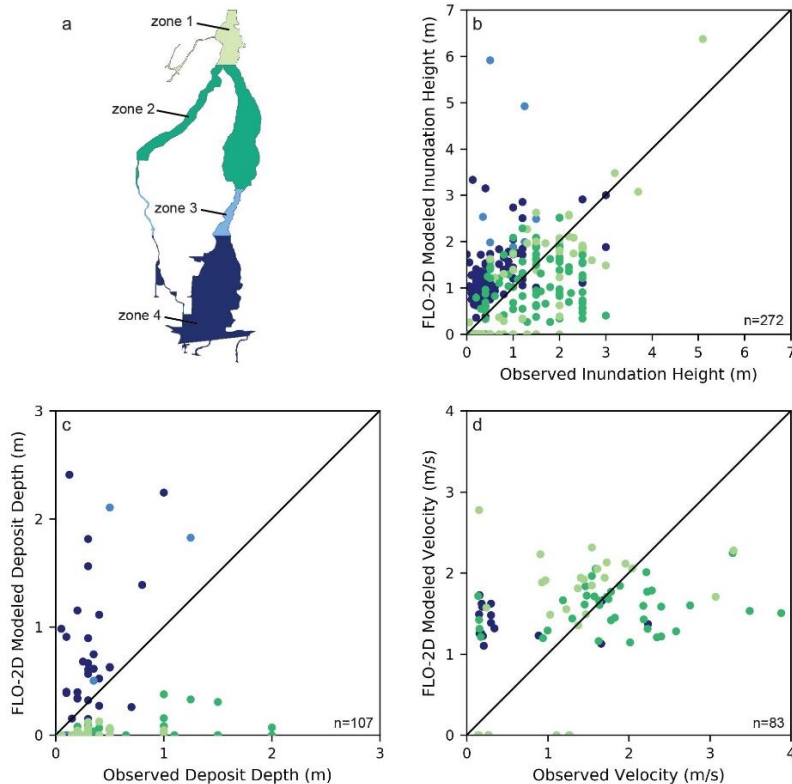 a
zone 1
zone 2
zone 3
zone 4
b
7
6
5
4
3
2
1
0
FLO-2D Modeled Inundation Height (m)
n=272
0 1 2 3 4 5 6 7
Observed Inundation Height (m)
c
3
2
1
0
FLO-2D Modeled Deposit Depth (m)
n=107
0 1 2 3
Observed Deposit Depth (m)
d
4
3
2
1
0
FLO-2D Modeled Velocity (m/s)
n=83
0 1 2 3 4
Observed Velocity (m/s)